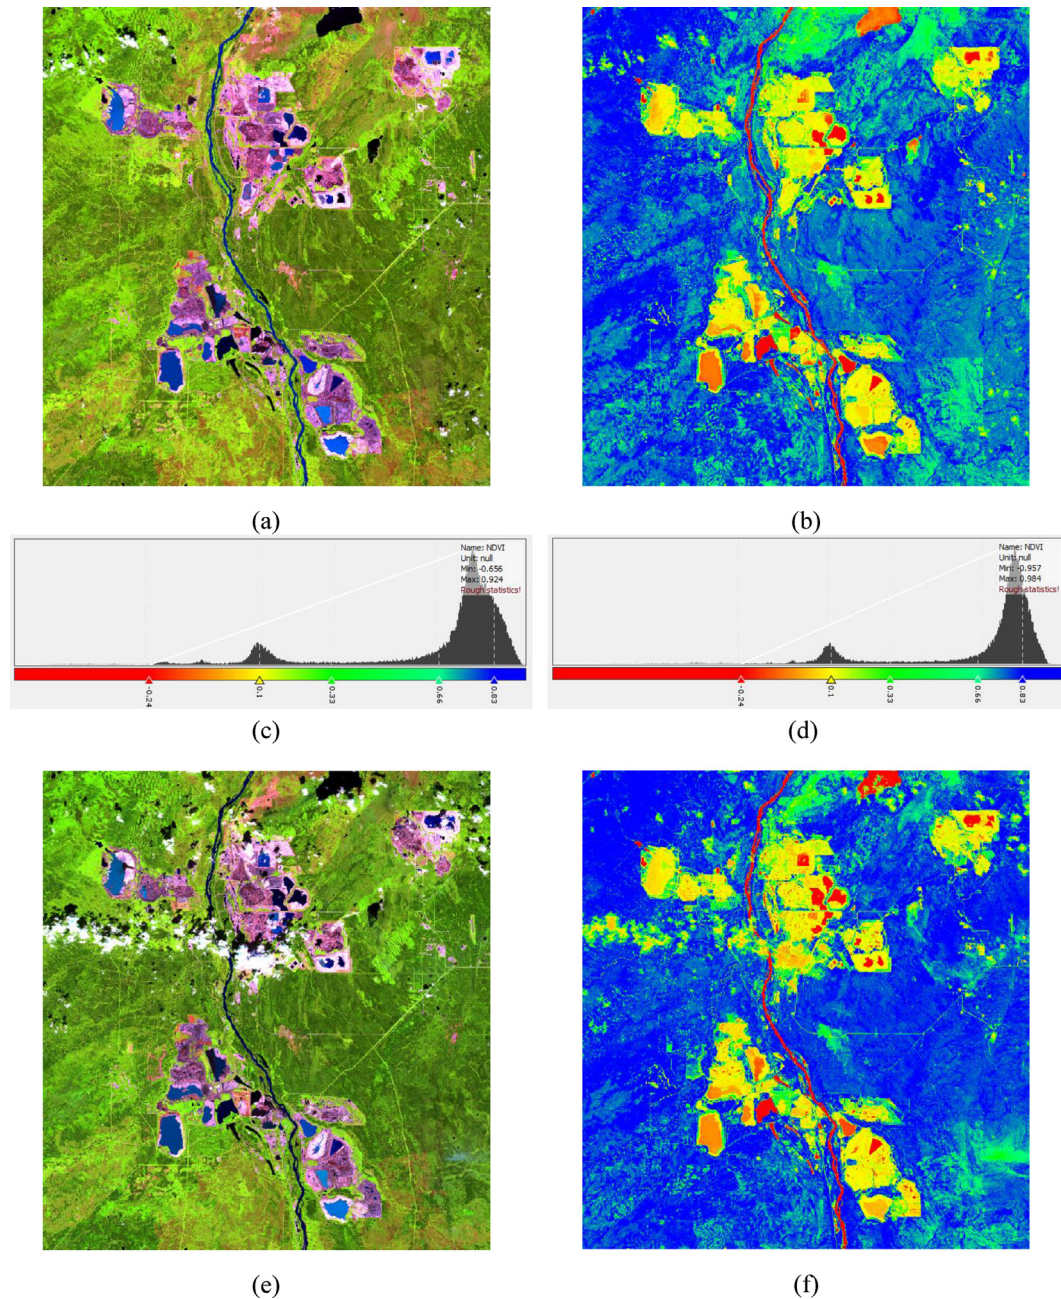 (a)
(b)
Name: NDVI
Unit: null
Min: -0.656
Max: 0.924
Rough statistics!
-0.24
0.1
0.33
0.66
0.83
Name: NDVI
Unit: null
Min: -0.957
Max: 0.984
Rough statistics!
-0.24
0.1
0.33
0.66
0.83
(c)
(d)
(e)
(f)